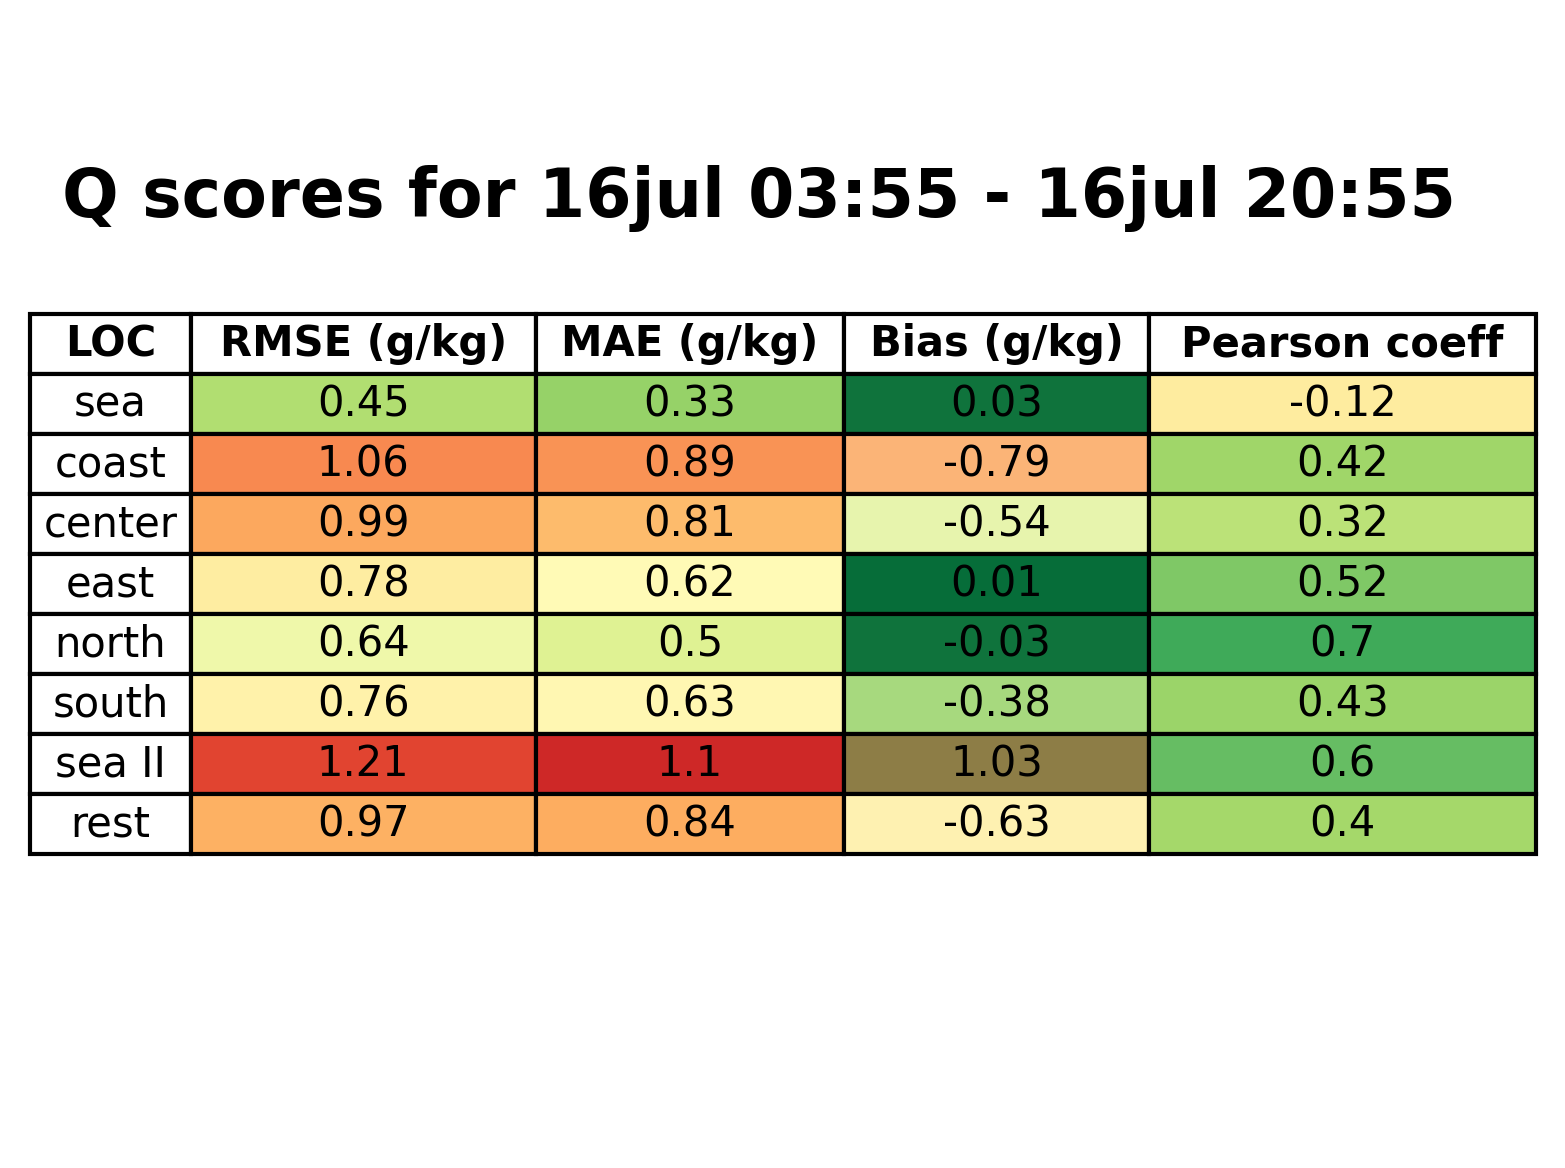 Q scores for 16jul 03:55 - 16jul 20:55
LOC RMSE (g/kg) MAE (g/kg) Bias (g/kg) Pearson coeff
sea 0.45 0.33 0.03 -0.12
coast 1.06 0.89 -0.79 0.42
center 0.99 0.81 -0.54 0.32
east 0.78 0.62 0.01 0.52
north 0.64 0.5 -0.03 0.7
south 0.76 0.63 -0.38 0.43
sea II 1.21 1.1 1.03 0.6
rest 0.97 0.84 -0.63 0.4